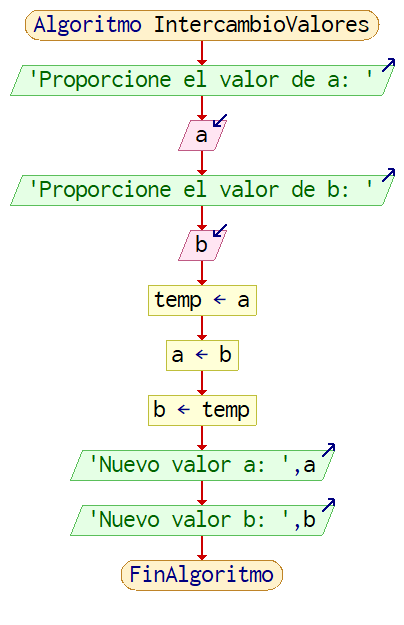 Algoritmo IntercambioValores
'Proporcione el valor de a: '
a
'Proporcione el valor de b: '
b
temp ← a
a ← b
b ← temp
'Nuevo valor a: ',a
'Nuevo valor b: ',b
FinAlgoritmo